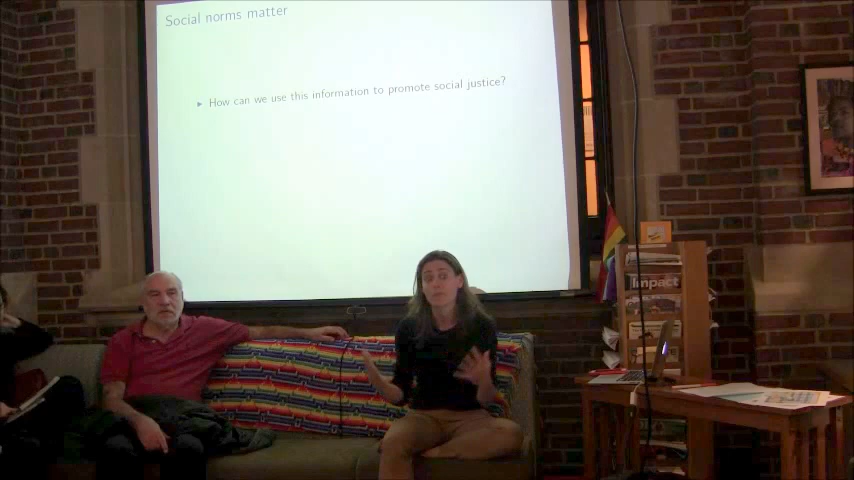 Social norms matter
How can we use this information to promote social justice?
Impact